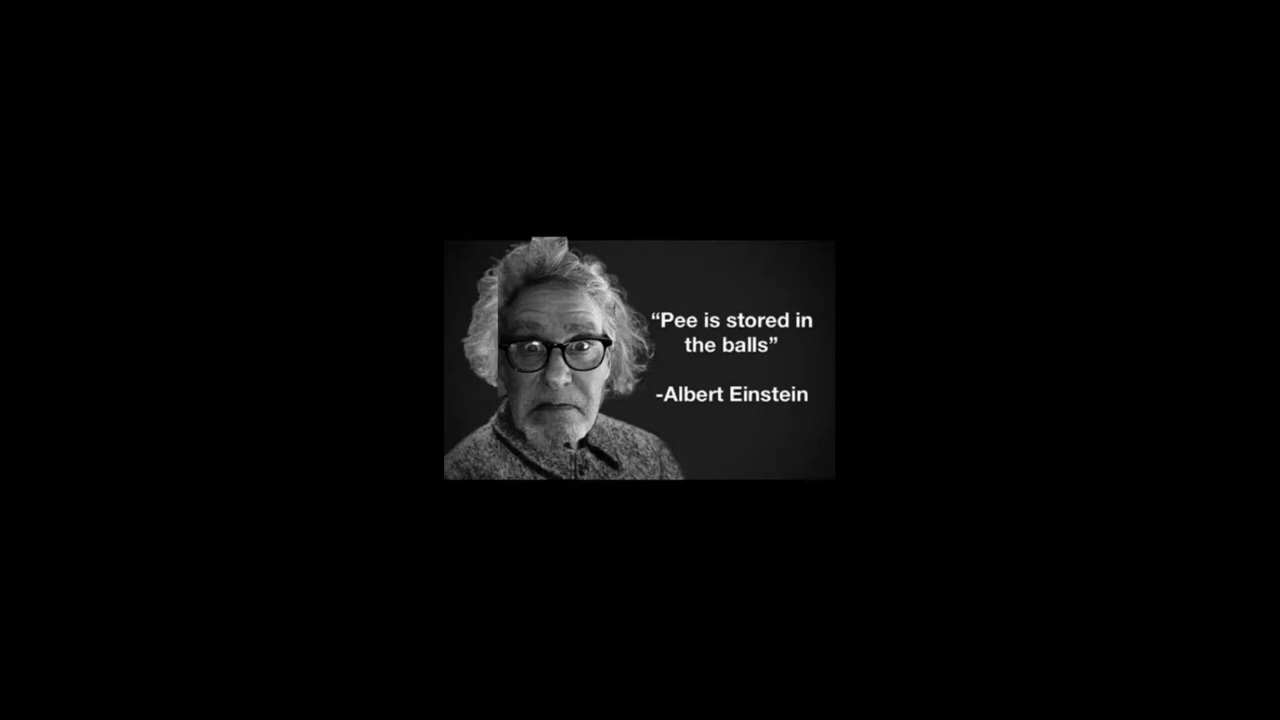 “Pee is stored in
the balls”
-Albert Einstein